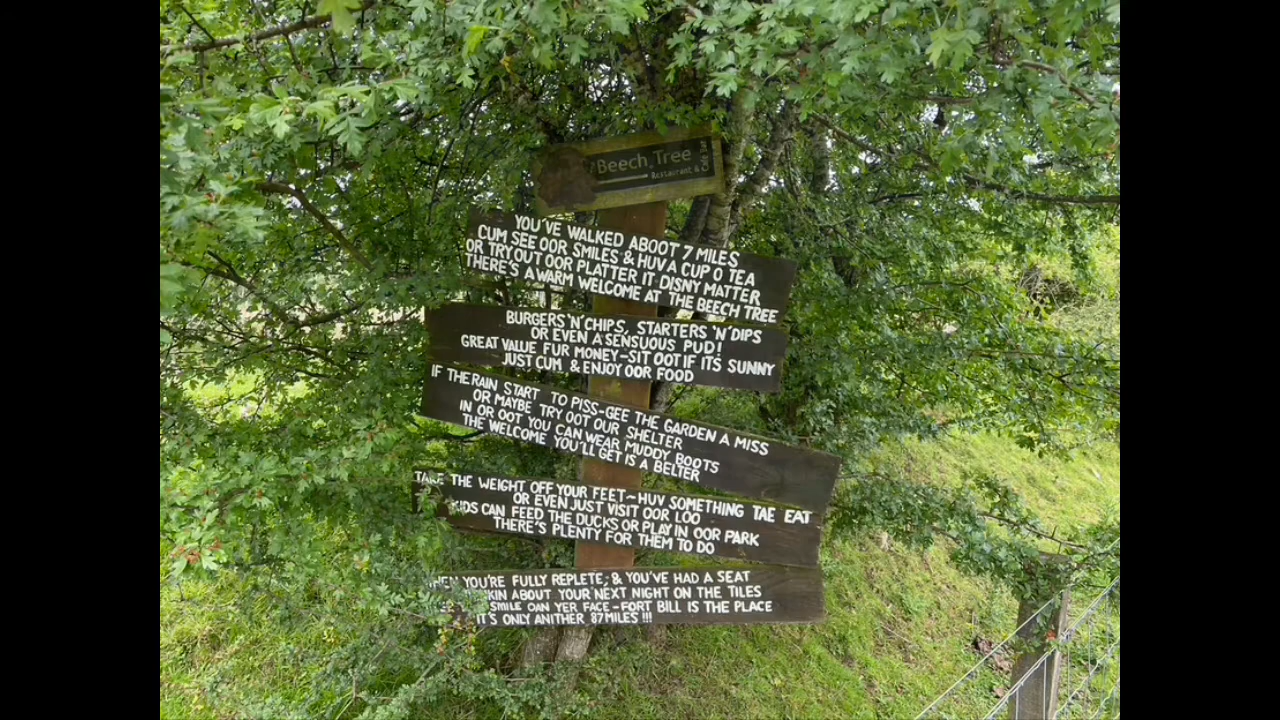 Beech Tree
Restaurant & Café Bar
YOU'VE WALKED ABOOT 7 MILES
CUM SEE OOR SMILES & HUV A CUP O TEA
OR TRY OUT OOR PLATTER IT DISNY MATTER
THERE'S A WARM WELCOME AT THE BEECH TREE
BURGERS 'N' CHIPS, STARTERS 'N' DIPS
OR EVEN A SENSUOUS PUD!
GREAT VALUE FUR MONEY-SIT OOT IF ITS SUNNY
JUST CUM & ENJOY OOR FOOD
IF THE RAIN START TO PISS-GEE THE GARDEN A MISS
OR MAYBE TRY OOT OUR SHELTER
IN OR OOT YOU CAN WEAR MUDDY BOOTS
THE WELCOME YOU'LL GET IS A BELTER
TAKE THE WEIGHT OFF YOUR FEET-HUV SOMETHING TAE EAT
OR EVEN JUST VISIT OOR LOO
KIDS CAN FEED THE DUCKS OR PLAY IN OOR PARK
THERE'S PLENTY FOR THEM TO DO
YOU'RE FULLY REPLETE, & YOU'VE HAD A SEAT
ABOUT YOUR NEXT NIGHT ON THE TILES
SMILE OAN YER FACE-FORT BILL IS THE PLACE
IT'S ONLY ANITHER 87 MILES !!!